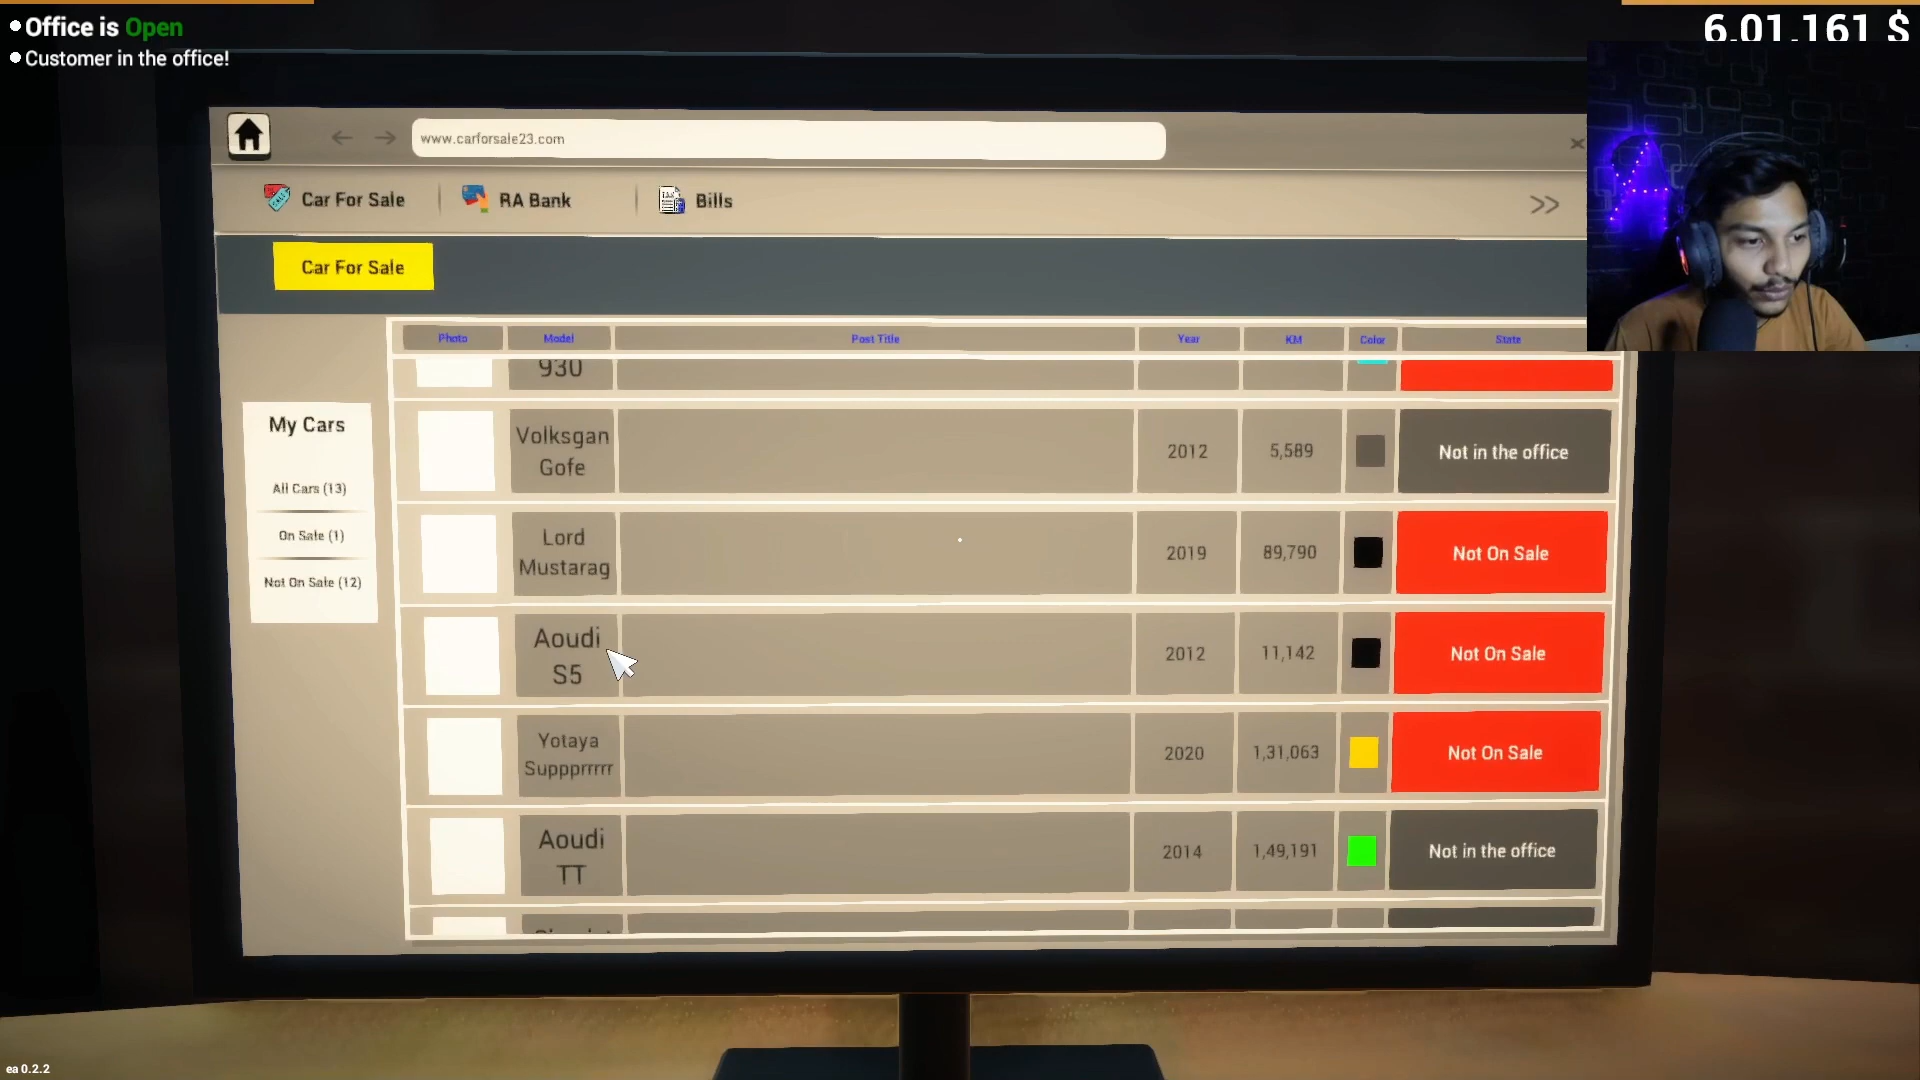 Office is Open
Customer in the office!
6,01,161 $
www.carforsale23.com
Car For Sale
RA Bank
Bills
>>
Car For Sale
Photo Model Post Title Year KM Color State
930
My Cars
All Cars (13)
On Sale (1)
Not On Sale (12)
Volksgan
Gofe
2012
5,589
Not in the office
Lord
Mustarag
2019
89,790
Not On Sale
Aoudi
S5
2012
11,142
Not On Sale
Yotaya
Suppprrrrr
2020
1,31,063
Not On Sale
Aoudi
TT
2014
1,49,191
Not in the office
ea 0.2.2